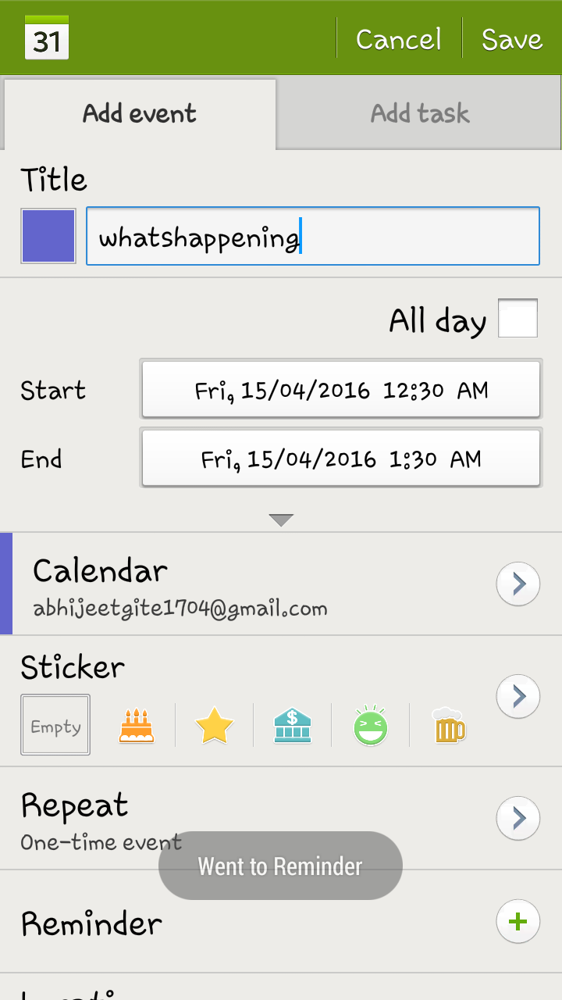 31 Cancel Save
Add event Add task
Title
whatshappening
All day
Start Fri, 15/04/2016 12:30 AM
End Fri, 15/04/2016 1:30 AM
Calendar
abhijeetgite1704@gmail.com
Sticker
Empty $
Repeat
One-time event
Went to Reminder
Reminder